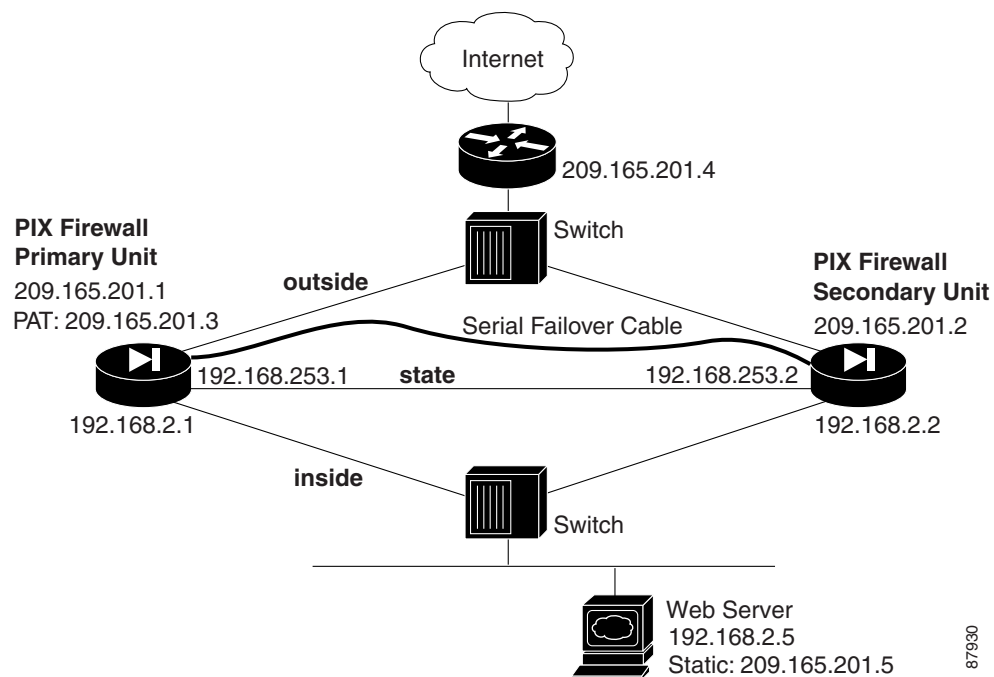 Internet
209.165.201.4
Switch
PIX Firewall
Primary Unit
209.165.201.1
PAT: 209.165.201.3
outside
PIX Firewall
Secondary Unit
209.165.201.2
Serial Failover Cable
192.168.253.1
state
192.168.253.2
192.168.2.1
192.168.2.2
inside
Switch
Web Server
192.168.2.5
Static: 209.165.201.5
87930